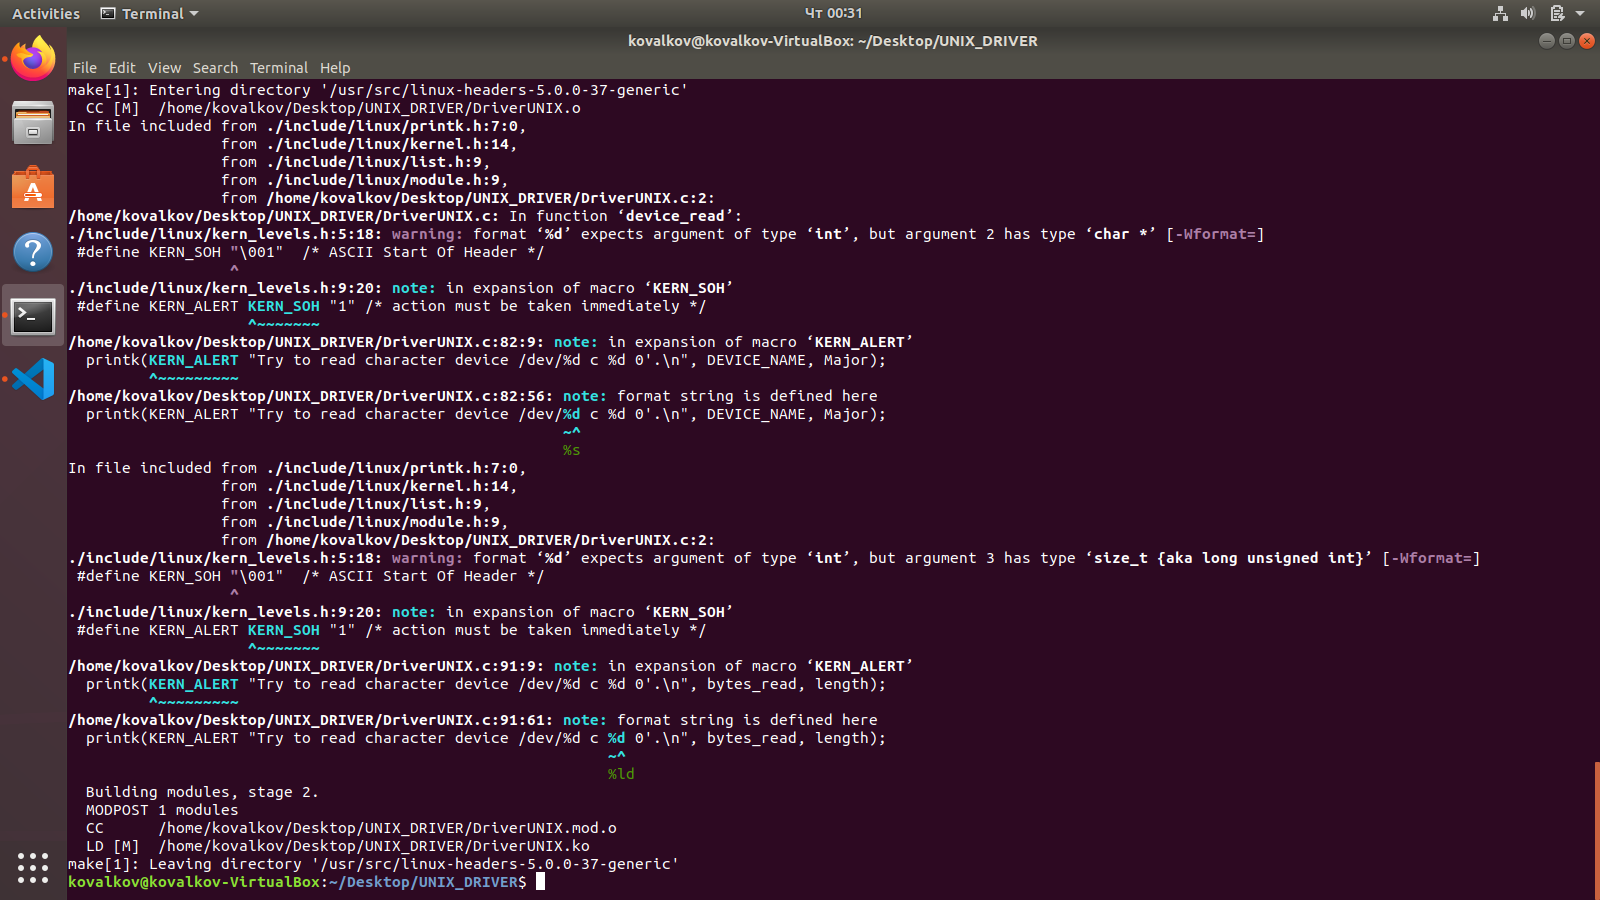 Activities
Terminal
Чт 00:31
kovalkov@kovalkov-VirtualBox: ~/Desktop/UNIX_DRIVER
File Edit View Search Terminal Help
make[1]: Entering directory '/usr/src/linux-headers-5.0.0-37-generic'
  CC [M]  /home/kovalkov/Desktop/UNIX_DRIVER/DriverUNIX.o
In file included from ./include/linux/printk.h:7:0,
                 from ./include/linux/kernel.h:14,
                 from ./include/linux/list.h:9,
                 from ./include/linux/module.h:9,
                 from /home/kovalkov/Desktop/UNIX_DRIVER/DriverUNIX.c:2:
/home/kovalkov/Desktop/UNIX_DRIVER/DriverUNIX.c: In function ‘device_read’:
./include/linux/kern_levels.h:5:18: warning: format ‘%d’ expects argument of type ‘int’, but argument 2 has type ‘char *’ [-Wformat=]
 #define KERN_SOH "\001"  /* ASCII Start Of Header */
                  ^
./include/linux/kern_levels.h:9:20: note: in expansion of macro ‘KERN_SOH’
 #define KERN_ALERT KERN_SOH "1" /* action must be taken immediately */
                    ^~~~~~~~
/home/kovalkov/Desktop/UNIX_DRIVER/DriverUNIX.c:82:9: note: in expansion of macro ‘KERN_ALERT’
  printk(KERN_ALERT "Try to read character device /dev/%d c %d 0'.\n", DEVICE_NAME, Major);
         ^~~~~~~~~~
/home/kovalkov/Desktop/UNIX_DRIVER/DriverUNIX.c:82:56: note: format string is defined here
  printk(KERN_ALERT "Try to read character device /dev/%d c %d 0'.\n", DEVICE_NAME, Major);
                                                       ~^
                                                       %s
In file included from ./include/linux/printk.h:7:0,
                 from ./include/linux/kernel.h:14,
                 from ./include/linux/list.h:9,
                 from ./include/linux/module.h:9,
                 from /home/kovalkov/Desktop/UNIX_DRIVER/DriverUNIX.c:2:
./include/linux/kern_levels.h:5:18: warning: format ‘%d’ expects argument of type ‘int’, but argument 3 has type ‘size_t {aka long unsigned int}’ [-Wformat=]
 #define KERN_SOH "\001"  /* ASCII Start Of Header */
                  ^
./include/linux/kern_levels.h:9:20: note: in expansion of macro ‘KERN_SOH’
 #define KERN_ALERT KERN_SOH "1" /* action must be taken immediately */
                    ^~~~~~~~
/home/kovalkov/Desktop/UNIX_DRIVER/DriverUNIX.c:91:9: note: in expansion of macro ‘KERN_ALERT’
  printk(KERN_ALERT "Try to read character device /dev/%d c %d 0'.\n", bytes_read, length);
         ^~~~~~~~~~
/home/kovalkov/Desktop/UNIX_DRIVER/DriverUNIX.c:91:61: note: format string is defined here
  printk(KERN_ALERT "Try to read character device /dev/%d c %d 0'.\n", bytes_read, length);
                                                            ~^
                                                            %ld
  Building modules, stage 2.
  MODPOST 1 modules
  CC      /home/kovalkov/Desktop/UNIX_DRIVER/DriverUNIX.mod.o
  LD [M]  /home/kovalkov/Desktop/UNIX_DRIVER/DriverUNIX.ko
make[1]: Leaving directory '/usr/src/linux-headers-5.0.0-37-generic'
kovalkov@kovalkov-VirtualBox:~/Desktop/UNIX_DRIVER$